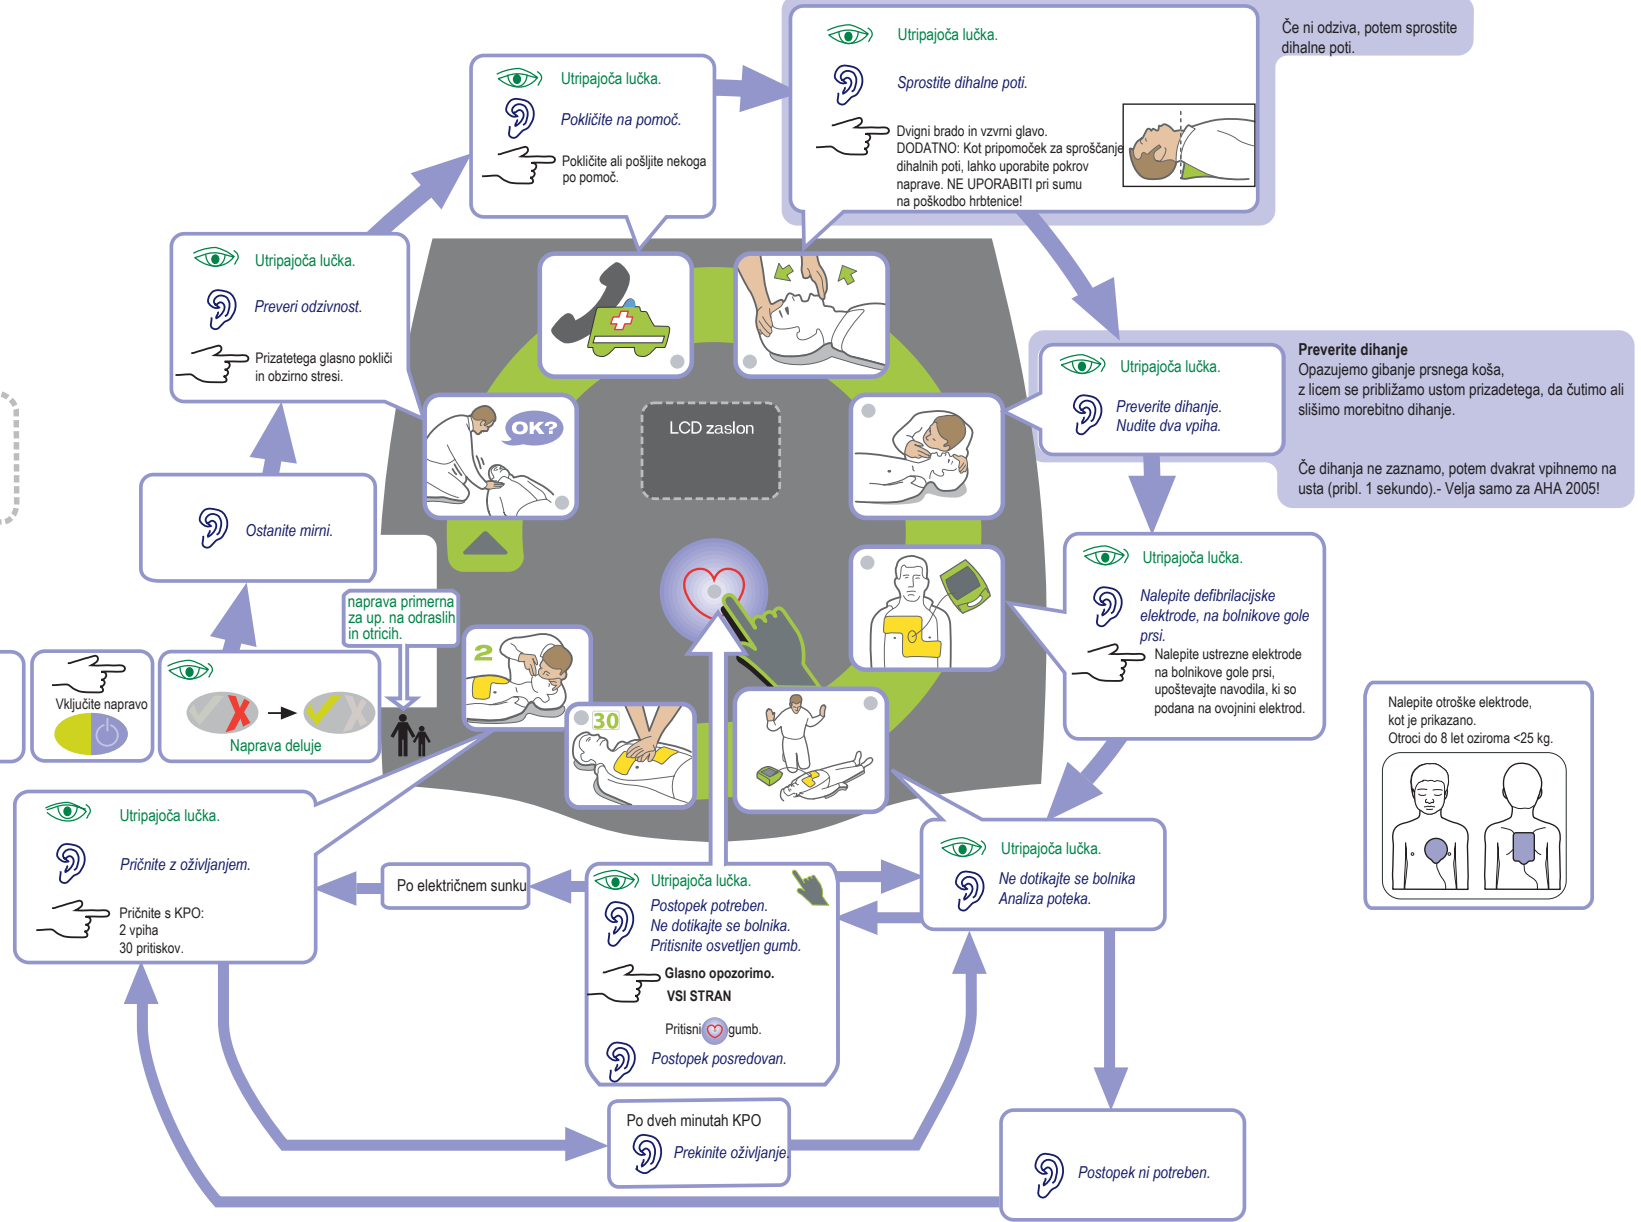 Vključite napravo
Naprava deluje
naprava primerna
za up. na odraslih
in otricih.
Ostanite mirni.
Utripajoča lučka.
Preveri odzivnost.
Prizatetega glasno pokliči
in obzirno stresi.
OK?
Utripajoča lučka.
Pokličite na pomoč.
Pokličite ali pošljite nekoga
po pomoč.
Utripajoča lučka.
Sprostite dihalne poti.
Dvigni brado in vzvrni glavo.
DODATNO: Kot pripomoček za sproščanje
dihalnih poti, lahko uporabite pokrov
naprave. NE UPORABITI pri sumu
na poškodbo hrbtenice!
Če ni odziva, potem sprostite
dihalne poti.
Utripajoča lučka.
Preverite dihanje.
Nudite dva vpiha.
Preverite dihanje
Opazujemo gibanje prsnega koša,
z licem se približamo ustom prizadetega, da čutimo ali
slišimo morebitno dihanje.
Če dihanja ne zaznamo, potem dvakrat vpihnemo na
usta (pribl. 1 sekundo).- Velja samo za AHA 2005!
LCD zaslon
Utripajoča lučka.
Nalepite defibrilacijske
elektrode, na bolnikove gole
prsi.
Nalepite ustrezne elektrode
na bolnikove gole prsi,
upoštevajte navodila, ki so
podana na ovojnini elektrod.
Nalepite otroške elektrode,
kot je prikazano.
Otroci do 8 let oziroma <25 kg.
2
30
Utripajoča lučka.
Ne dotikajte se bolnika
Analiza poteka.
Utripajoča lučka.
Postopek potreben.
Ne dotikajte se bolnika.
Pritisnite osvetljen gumb.
Glasno opozorimo.
VSI STRAN
Pritisni gumb.
Postopek posredovan.
Po električnem sunku
Utripajoča lučka.
Pričnite z oživljanjem.
Pričnite s KPO:
2 vpiha
30 pritiskov.
Po dveh minutah KPO
Prekinite oživljanje.
Postopek ni potreben.